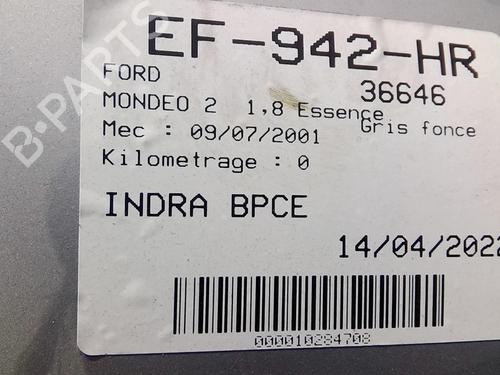 EF-942-HR
FORD
36646
MONDEO 2 1,8 Essence
Gris fonce
Mec : 09/07/2001
Kilometrage : 0
INDRA BPCE
14/04/2022
000010284708
B-PARTS